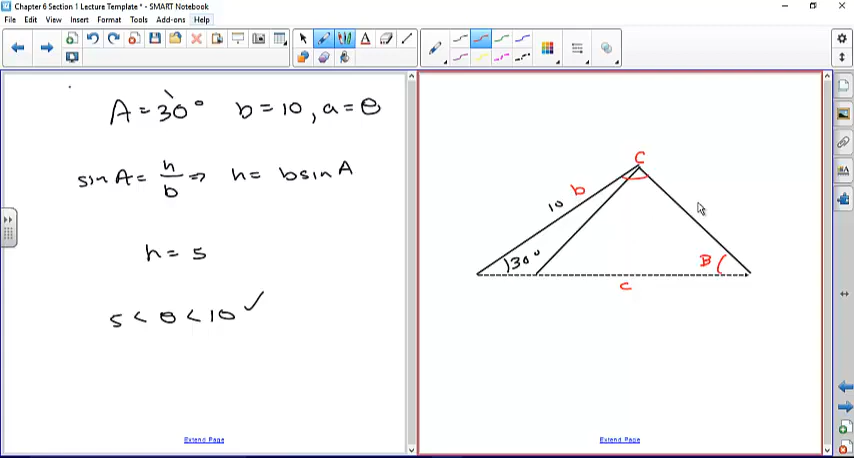 Chapter 6 Section 1 Lecture Template * - SMART Notebook
File Edit View Insert Format Tools Add-ons Help
A = 30° b = 10, a = 8
sin A = h/b ⇒ h = b sin A
h = 5
5 < 8 < 10 ✓
Extend Page
C
b
10
30°
B
c
Extend Page